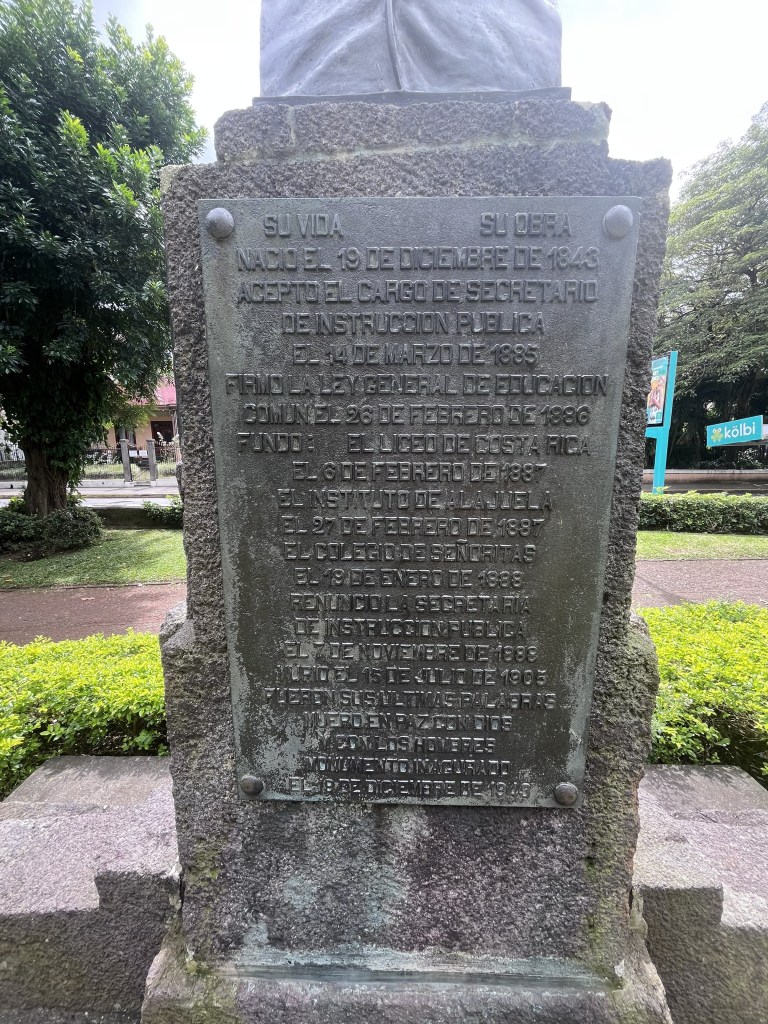 SU VIDA SU OBRA
NACIO EL 19 DE DICIEMBRE DE 1843
ACEPTO EL CARGO DE SECRETARIO
DE INSTRUCCION PUBLICA
EL 14 DE MARZO DE 1885
FIRMO LA LEY GENERAL DE EDUCACION
COMUN EL 26 DE FEBRERO DE 1886
FUNDO: EL LICEO DE COSTA RICA
EL 6 DE FEBRERO DE 1887
EL INSTITUTO DE ALAJUELA
EL 27 DE FEBRERO DE 1887
EL COLEGIO DE SEÑORITAS
EL 19 DE ENERO DE 1888
RENUNCIO LA SECRETARIA
DE INSTRUCCION PUBLICA
EL 7 DE NOVIEMBRE DE 1889
MURIO EL 15 DE JULIO DE 1905
FUERON SUS ULTIMAS PALABRAS
MUERO EN PAZ CON DIOS
Y CON LOS HOMBRES
MONUMENTO INAGURADO
EL 19 DE DICIEMBRE DE 1949
kölbi